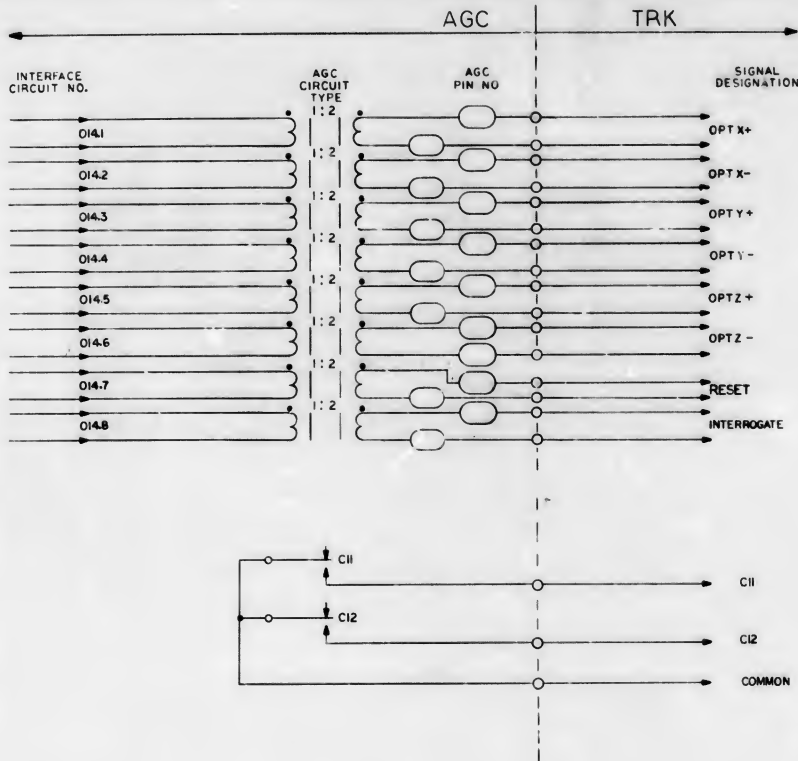 AGC TRK
INTERFACE CIRCUIT NO.
AGC CIRCUIT TYPE
AGC PIN NO
SIGNAL DESIGNATION
1:2
014.1 OPT X+
1:2
014.2 OPT X-
1:2
014.3 OPT Y+
1:2
014.4 OPT Y-
1:2
014.5 OPT Z+
1:2
014.6 OPT Z-
1:2
014.7 RESET
1:2
014.8 INTERROGATE
C11
C11
C12
C12
COMMON